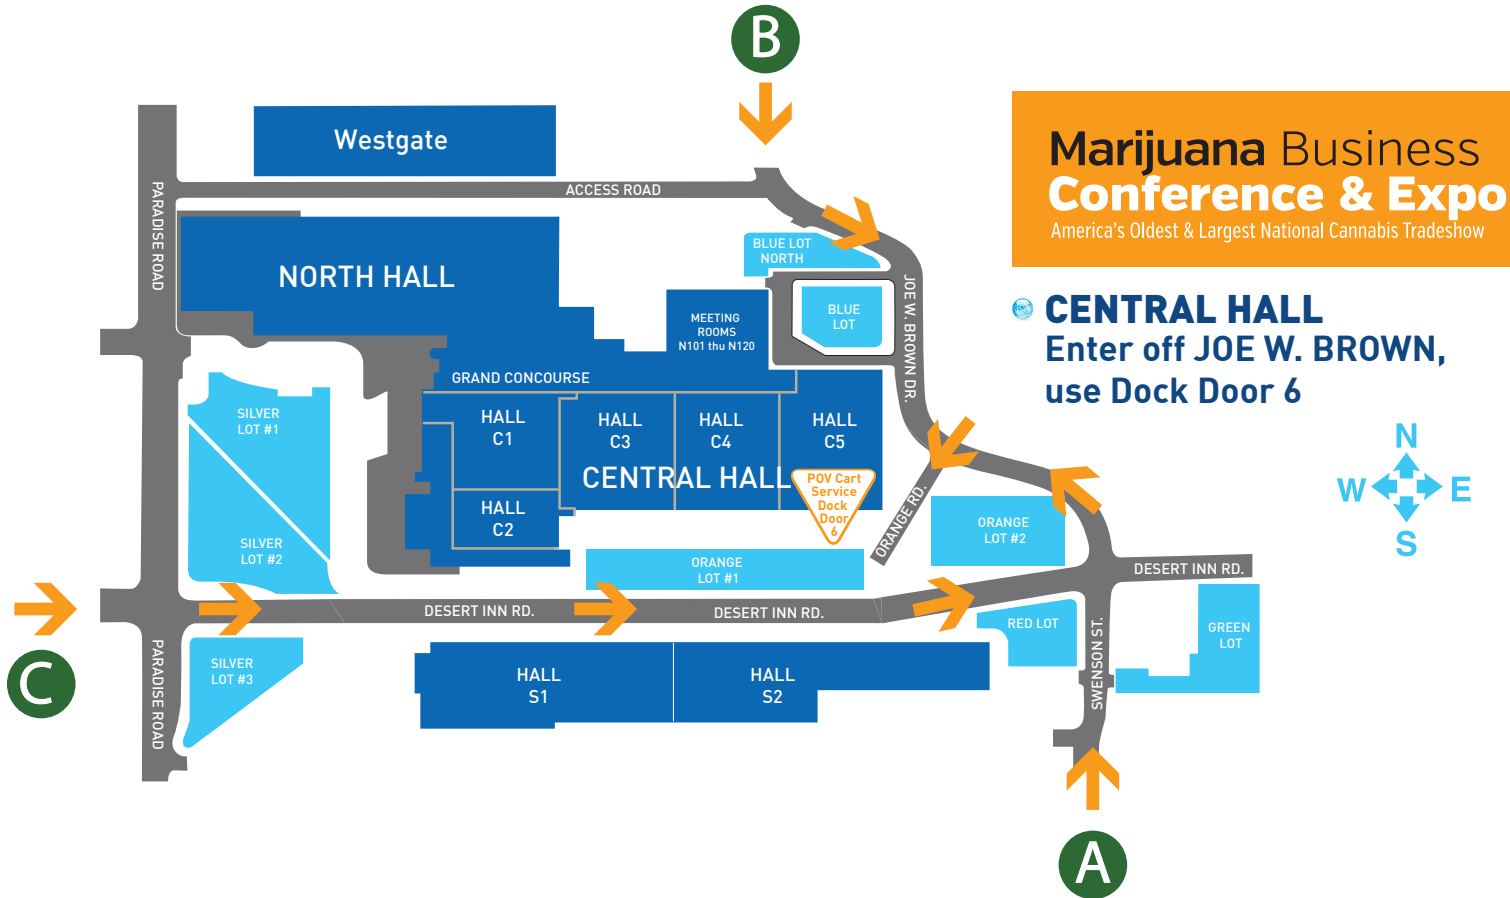 B
Westgate
Marijuana Business
Conference & Expo
America's Oldest & Largest National Cannabis Tradeshow
ACCESS ROAD
PARADISE ROAD
BLUE LOT
NORTH
NORTH HALL
JOE W. BROWN DR.
BLUE
LOT
MEETING
ROOMS
N101 thru N120
CENTRAL HALL
Enter off JOE W. BROWN,
use Dock Door 6
GRAND CONCOURSE
SILVER
LOT #1
HALL
C1
HALL
C3
HALL
C4
HALL
C5
CENTRAL HALL
POV Cart
Service
Dock
Door
6
N
W
E
S
HALL
C2
ORANGE RD.
ORANGE
LOT #2
SILVER
LOT #2
ORANGE
LOT #1
DESERT INN RD.
DESERT INN RD.
DESERT INN RD.
RED LOT
GREEN
LOT
SWENSON ST.
PARADISE ROAD
SILVER
LOT #3
C
HALL
S1
HALL
S2
A